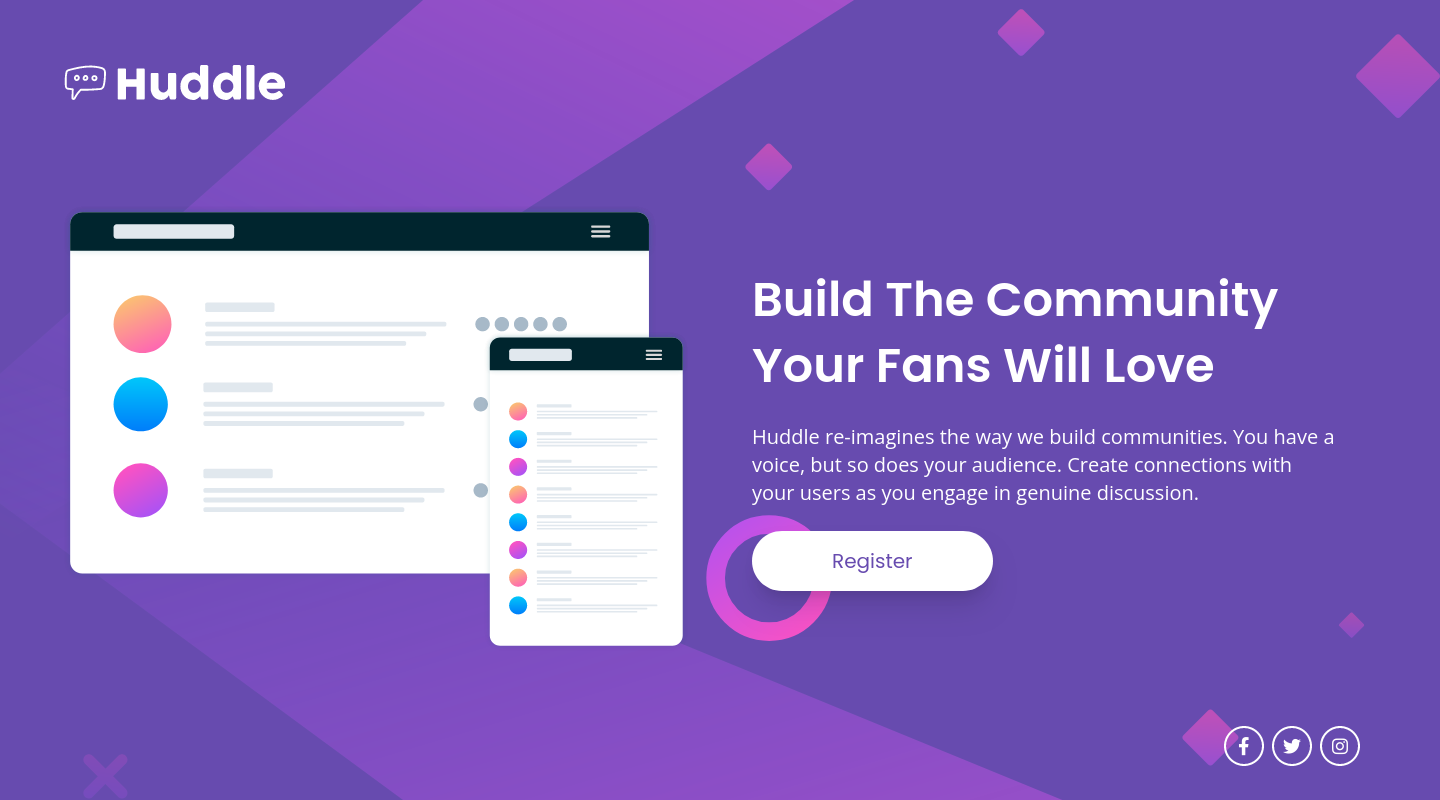 Huddle
Build The Community
Your Fans Will Love
Huddle re-imagines the way we build communities. You have a
voice, but so does your audience. Create connections with
your users as you engage in genuine discussion.
Register